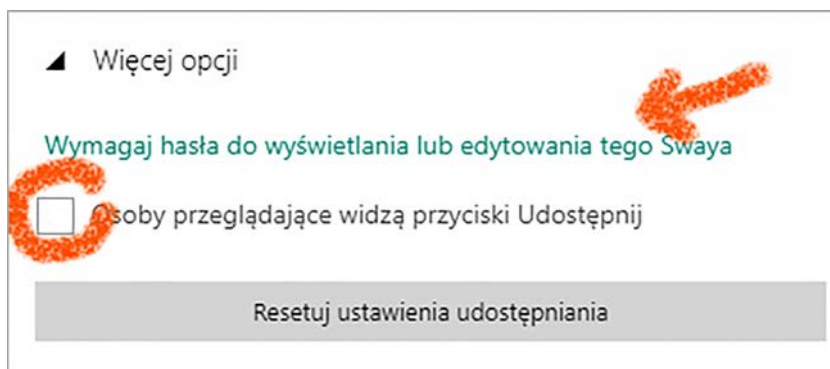 Więcej opcji
Wymagaj hasła do wyświetlania lub edytowania tego Swaya
Osoby przeglądające widzą przyciski Udostępnij
Resetuj ustawienia udostępniania